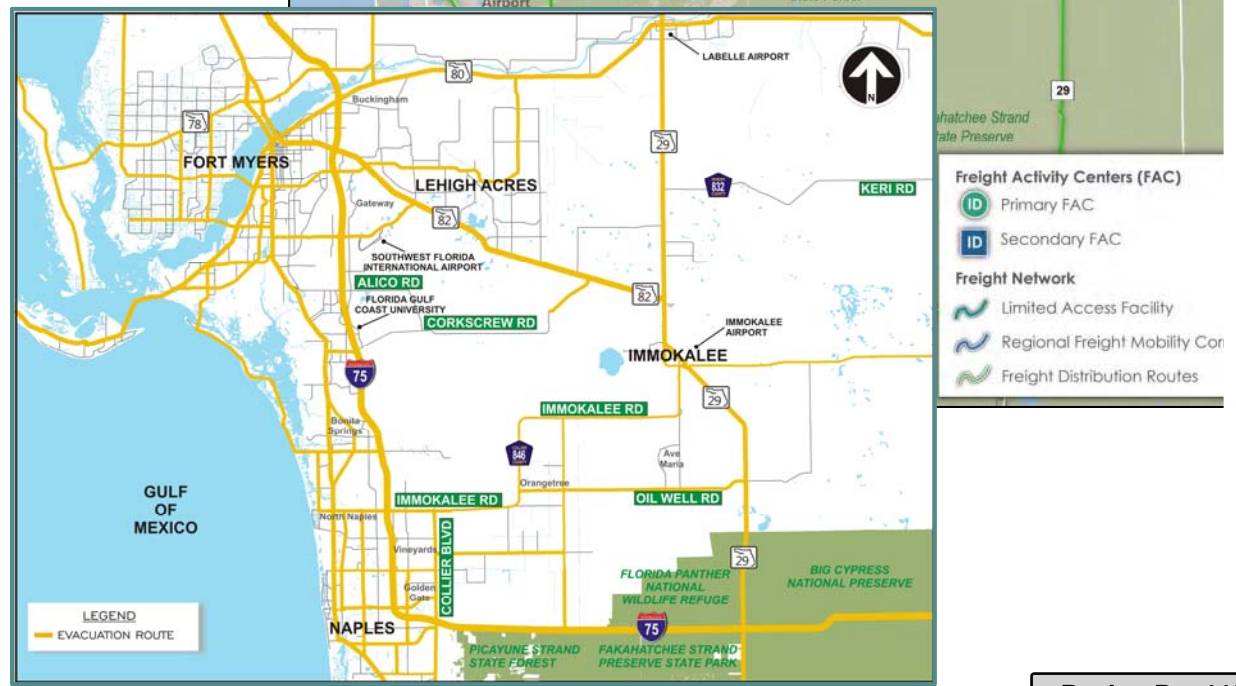 Airport
LABELLE AIRPORT
N
80
Buckingham
29
78
29
hatchee Strand
tate Preserve
FORT MYERS
832
LEHIGH ACRES
KERI RD
Gateway
82
SOUTHWEST FLORIDA
INTERNATIONAL AIRPORT
ALICO RD
82
FLORIDA GULF
COAST UNIVERSITY
CORKSCREW RD
IMMOKALEE
AIRPORT
IMMOKALEE
75
29
IMMOKALEE RD
Bonita
Springs
846
Ave
Maria
Orangetree
GULF
OF
MEXICO
IMMOKALEE RD
OIL WELL RD
North Naples
COLLIER BLVD
Vineyards
29
FLORIDA PANTHER
NATIONAL
WILDLIFE REFUGE
BIG CYPRESS
NATIONAL PRESERVE
Golden
Gate
LEGEND
EVACUATION ROUTE
NAPLES
75
PICAYUNE STRAND
STATE FOREST
FAKAHATCHEE STRAND
PRESERVE STATE PARK
Freight Activity Centers (FAC)
ID Primary FAC
ID Secondary FAC
Freight Network
Limited Access Facility
Regional Freight Mobility Cor
Freight Distribution Routes